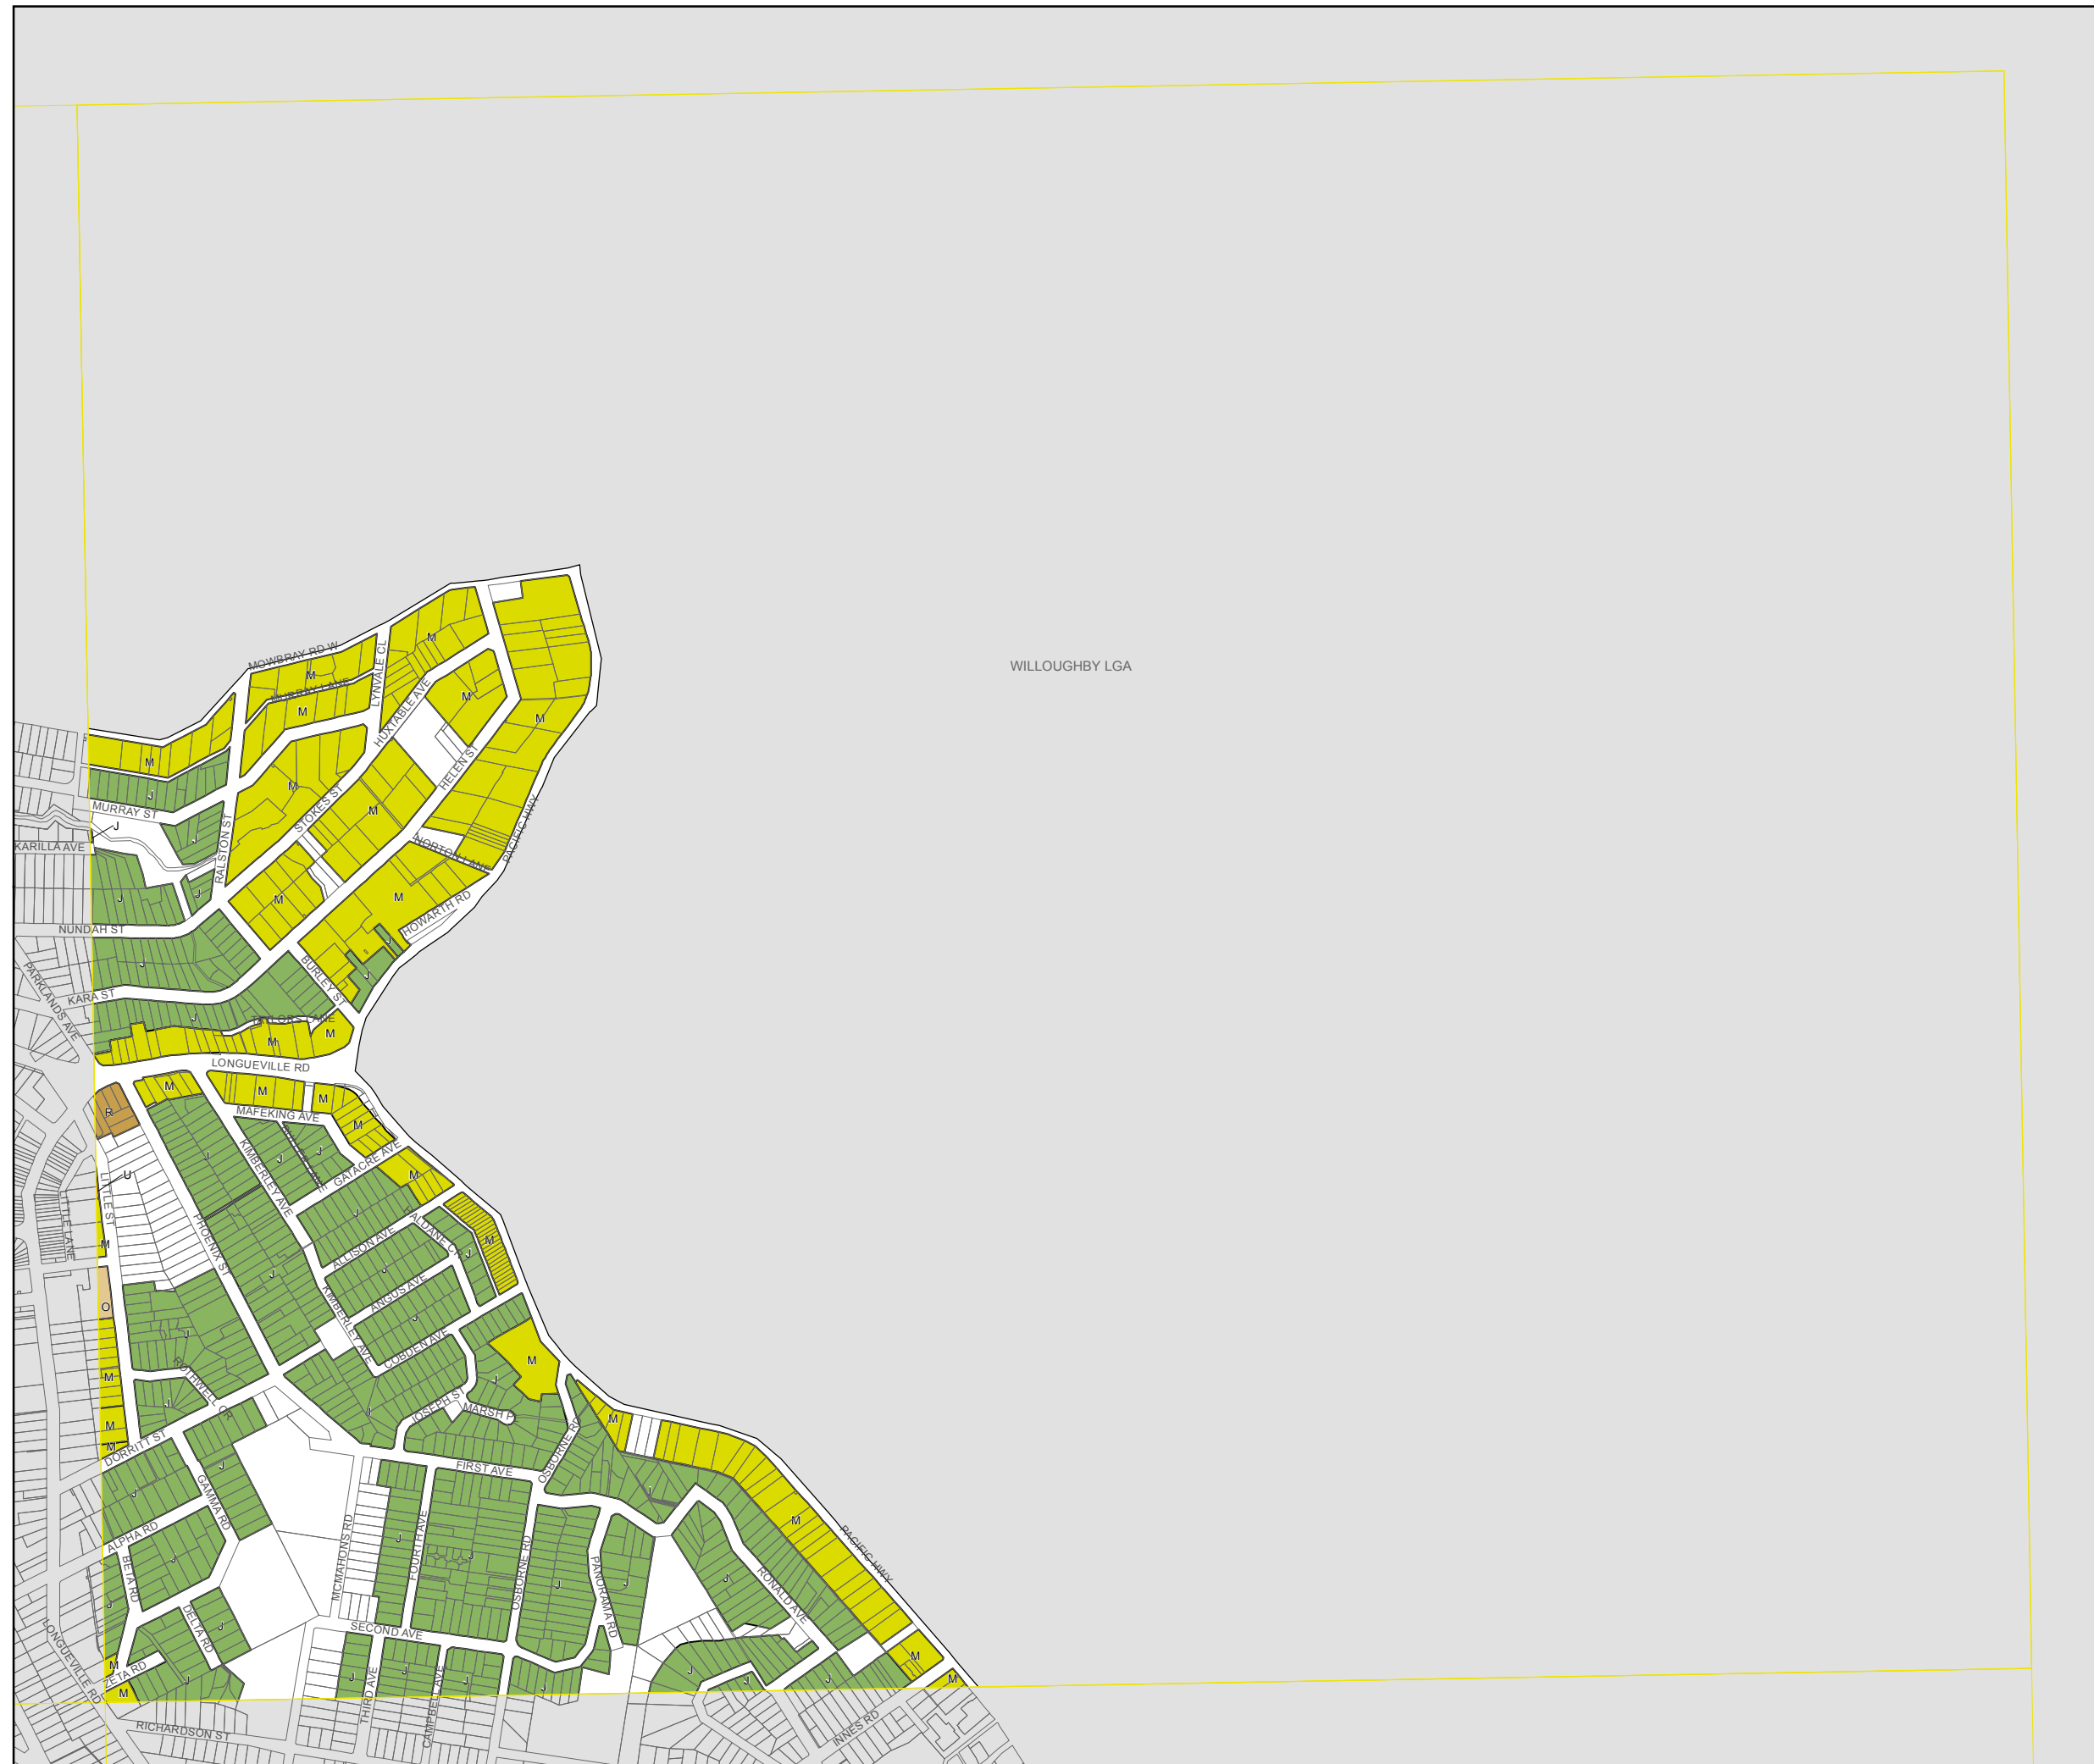 WILLOUGHBY LGA
MOWBRAY RD W
M
LYNVALE CL
M
MURRAY LANE
M
M
HUXTABLE AVE
M
M
M
J
MURRAY ST
J
J
KARILLA AVE
RALSTON ST
M
STOKES ST
M
HELEN ST
PACIFIC HWY
NORTON LANE
J
J
M
M
HOWARTH RD
NUNDAH ST
J
J
J
BURLEY ST
PARKLANDS AVE
KARA ST
J
TAYLORS LANE
M
M
LONGUEVILLE RD
M
M
M
R
MAFEKING AVE
M
J
J
J
KIMBERLEY AVE
GATACRE AVE
M
U
LITTLE ST
LITTLE LANE
PHOENIX ST
J
ALLISON AVE
ALDANE CR
M
J
M
J
J
ANGUS AVE
KIMBERLEY AVE
O
J
J
COBDEN AVE
M
ROTHWELL CR
M
J
J
J
JOSEPH ST
MARSH PL
M
M
M
DORRITT ST
OSBORNE RD
FIRST AVE
J
J
GAMMA RD
J
M
ALPHA RD
MCMAHONS RD
J
FOURTH AVE
J
OSBORNE RD
J
PANORAMA RD
J
J
RONALD AVE
PACIFIC HWY
J
BETA RD
J
DELTA RD
J
SECOND AVE
LONGUEVILLE RD
M
ZETA RD
M
J
J
THIRD AVE
J
CAMPBELL AVE
J
J
J
J
J
M
M
RICHARDSON ST
INNES RD